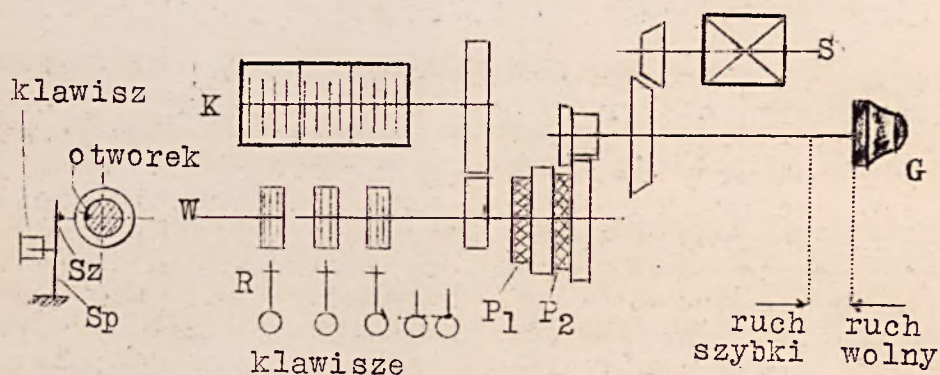 S
klawisz
K
otworek
G
W
Sz
R
Sp
P1 P2
klawisze
ruch szybki
ruch wolny